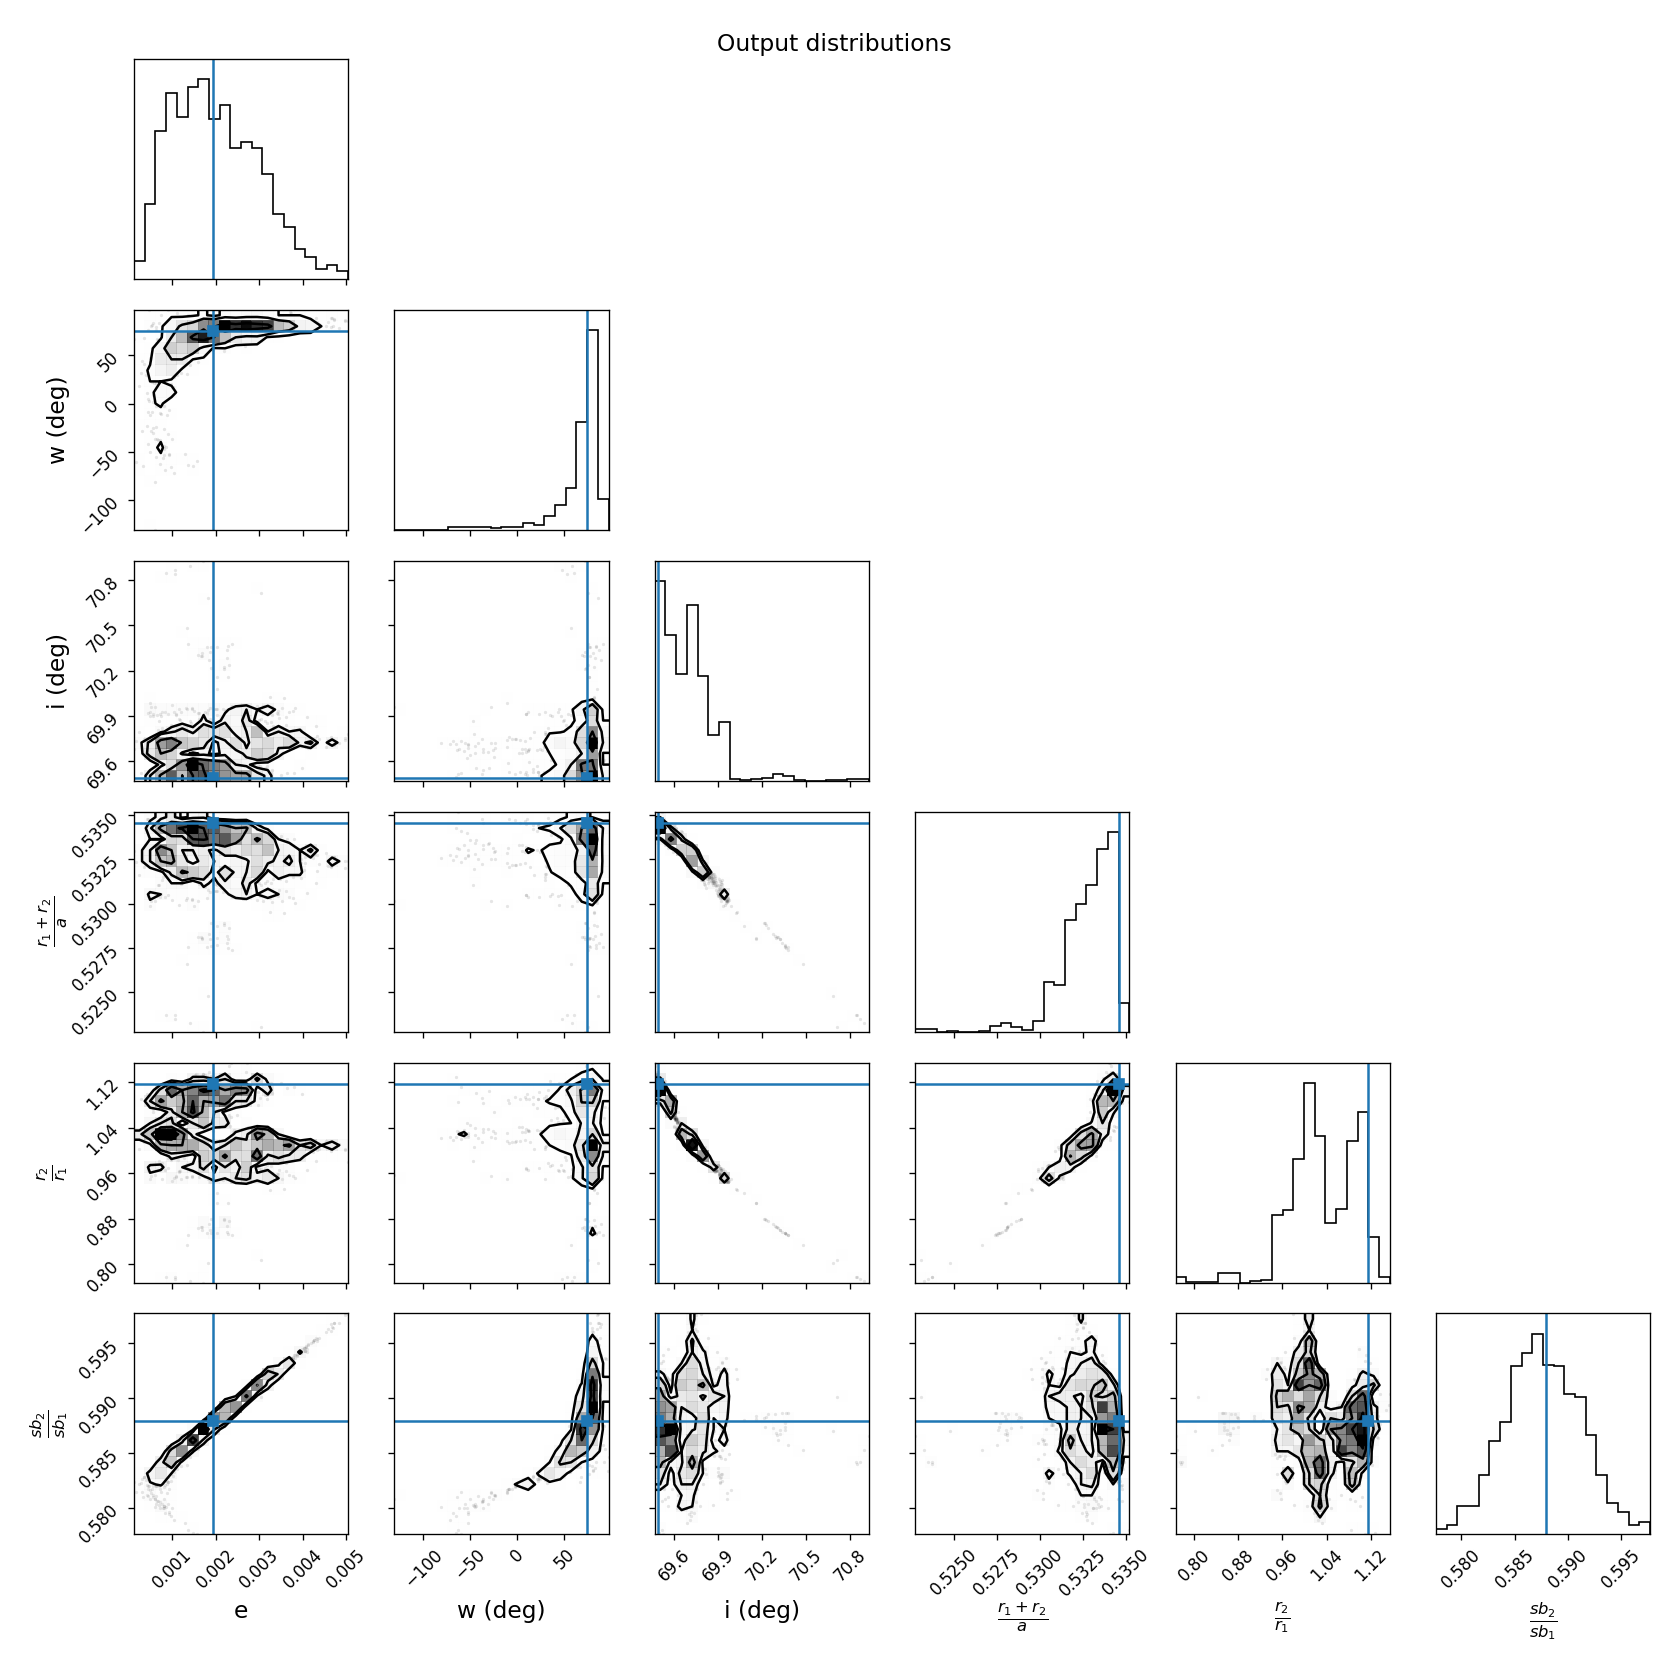 Output distributions
w (deg)
50
0
−50
−100
i (deg)
70.8
70.5
70.2
69.9
69.6
r1 + r2
a
0.5350
0.5325
0.5300
0.5275
0.5250
r2
r1
1.12
1.04
0.96
0.88
0.80
sb2
sb1
0.595
0.590
0.585
0.580
0.001 0.002 0.003 0.004 0.005
−100 −50 0 50
69.6 69.9 70.2 70.5 70.8
0.5250 0.5275 0.5300 0.5325 0.5350
0.80 0.88 0.96 1.04 1.12
0.580 0.585 0.590 0.595
e
w (deg)
i (deg)
r1 + r2
a
r2
r1
sb2
sb1